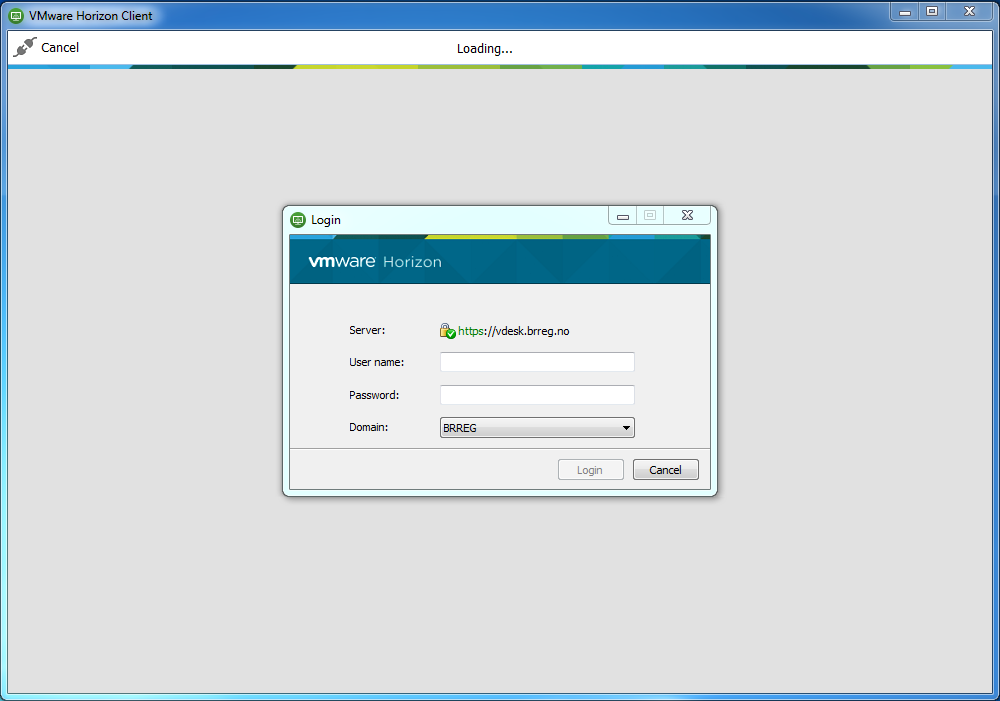 VMware Horizon Client
Cancel
Loading...
Login
vmware Horizon
Server: https://vdesk.brreg.no
User name:
Password:
Domain: BRREG
Login Cancel